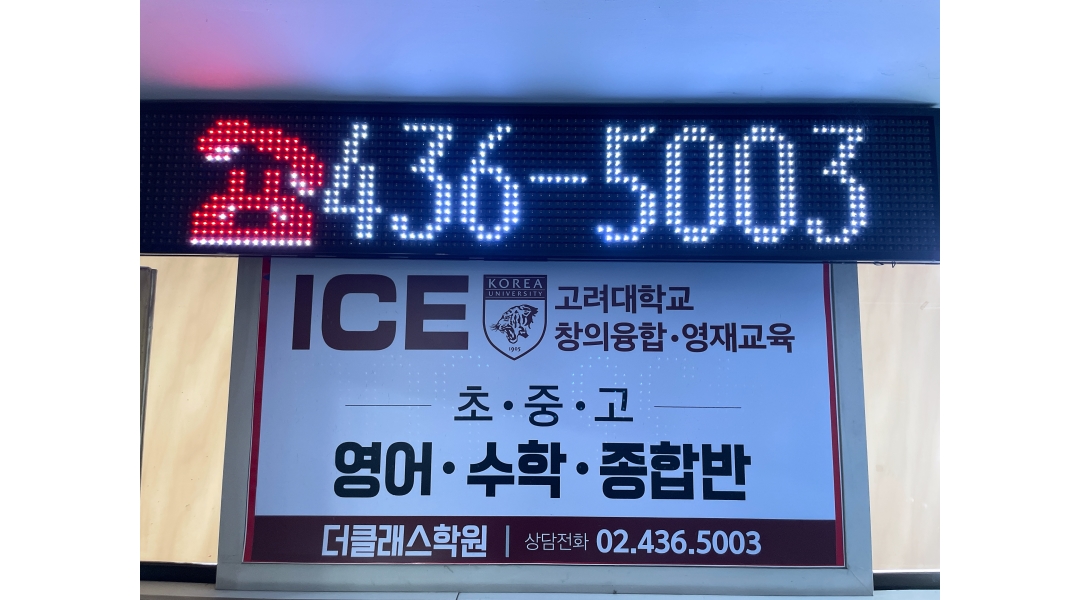 436-5003
ICE
KOREA
UNIVERSITY
1905
고려대학교
창의융합·영재교육
초·중·고
영어·수학·종합반
더클래스학원 | 상담전화 02.436.5003